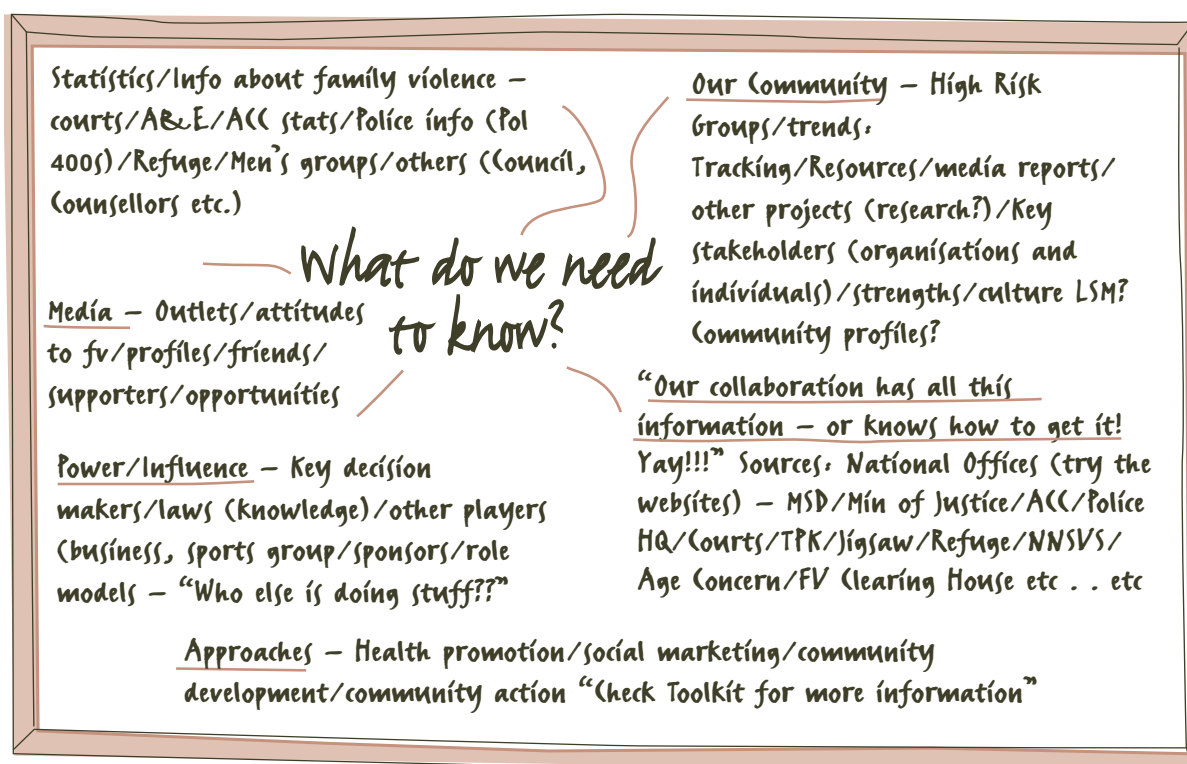 Statistics/Info about family violence –
courts/A&E/ACC stats/Police info (Pol
400s)/Refuge/Men's groups/others (Council,
Counsellors etc.)
Our Community – High Risk
Groups/trends:
Tracking/Resources/media reports/
other projects (research?)/Key
stakeholders (organisations and
individuals)/strengths/culture LSM?
Community profiles?
What do we need
to know?
Media – Outlets/attitudes
to fv/profiles/friends/
supporters/opportunities
"Our collaboration has all this
information – or knows how to get it!
Yay!!!" Sources: National Offices (try the
websites) – MSD/Min of Justice/ACC/Police
HQ/Courts/TPK/Jigsaw/Refuge/NNSVS/
Age Concern/FV Clearing House etc . . etc
Power/Influence – Key decision
makers/laws (knowledge)/other players
(business, sports group/sponsors/role
models – "Who else is doing stuff??"
Approaches – Health promotion/social marketing/community
development/community action "Check Toolkit for more information"